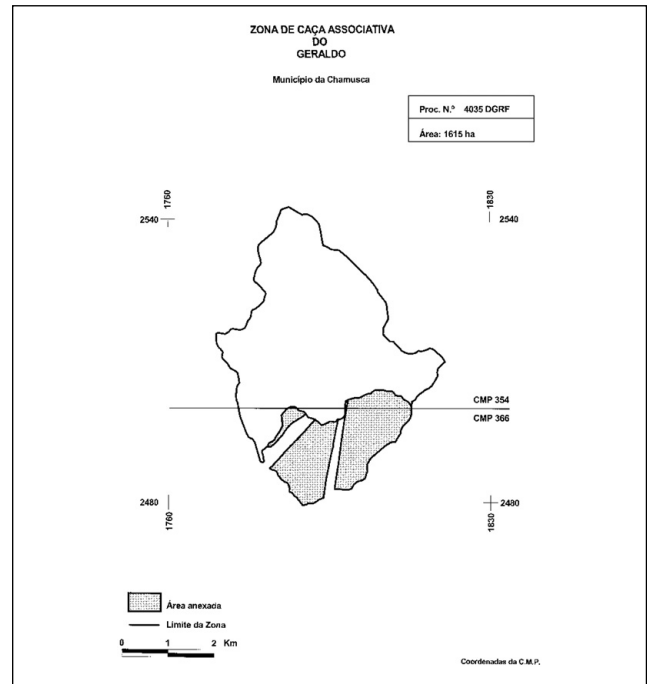 ZONA DE CAÇA ASSOCIATIVA
DO
GERALDO
Município da Chamusca
Proc. N.º 4035 DGRF
Área: 1615 ha
1760
1830
2540
2540
CMP 354
CMP 366
2480
2480
1760
1830
Área anexada
Limite da Zona
0 1 2 Km
Coordenadas da C.M.P.